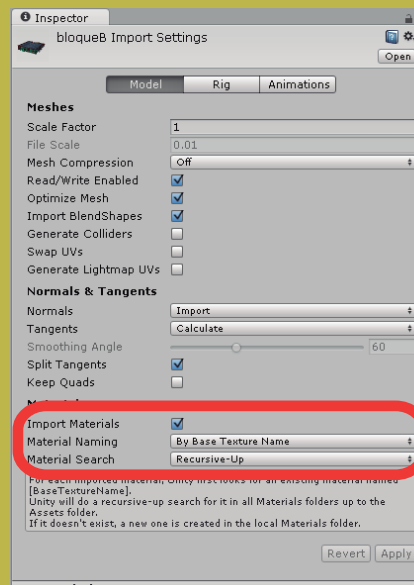 Inspector
bloqueB Import Settings
Open
Model Rig Animations
Meshes
Scale Factor 1
File Scale 0.01
Mesh Compression Off
Read/Write Enabled
Optimize Mesh
Import BlendShapes
Generate Colliders
Swap UVs
Generate Lightmap UVs
Normals & Tangents
Normals Import
Tangents Calculate
Smoothing Angle 60
Split Tangents
Keep Quads
Import Materials
Material Naming By Base Texture Name
Material Search Recursive-Up
For each imported material, Unity first looks for an existing material named
[BaseTextureName].
Unity will do a recursive-up search for it in all Materials folders up to the
Assets folder.
If it doesn't exist, a new one is created in the local Materials folder.
Revert Apply